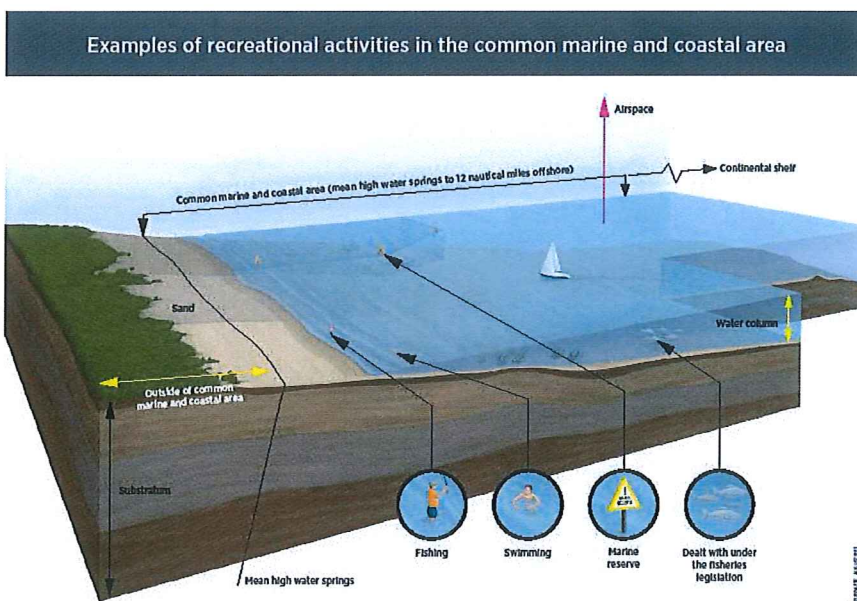 Examples of recreational activities in the common marine and coastal area
Airspace
Common marine and coastal area (mean high water springs to 12 nautical miles offshore)
Continental shelf
Sand
Water column
Outside of common
marine and coastal area
Substratum
Fishing
Swimming
Marine
reserve
Dealt with under
the fisheries
legislation
Mean high water springs